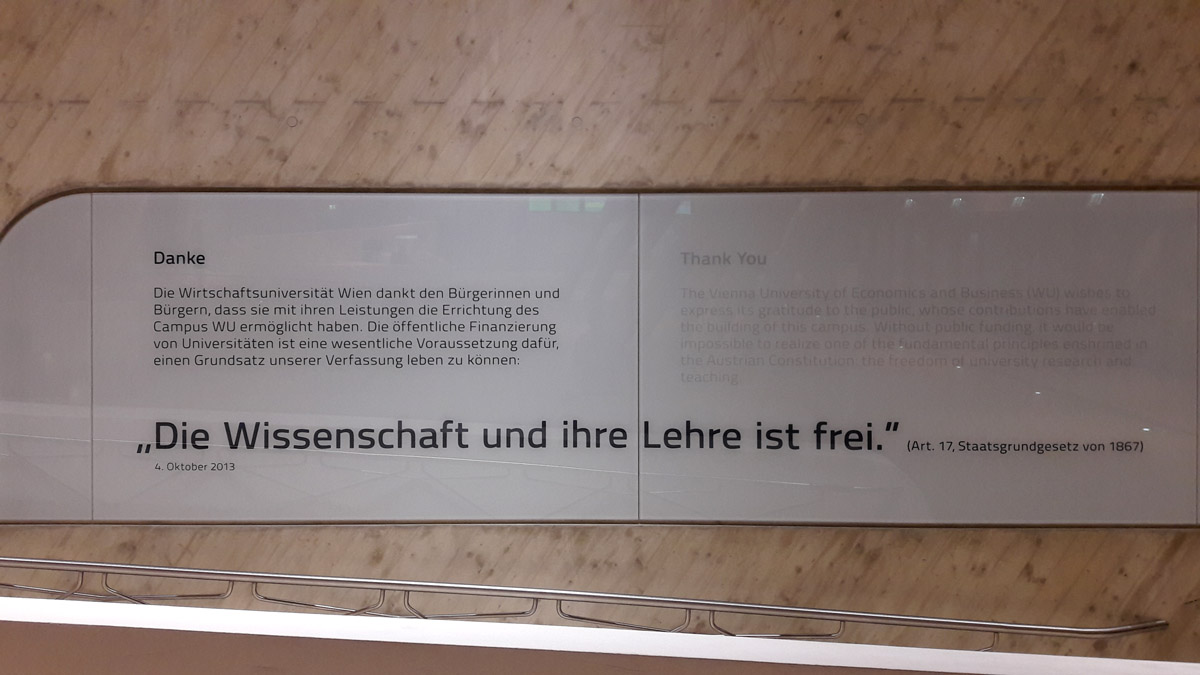 Danke
Die Wirtschaftsuniversität Wien dankt den Bürgerinnen und
Bürgern, dass sie mit ihren Leistungen die Errichtung des
Campus WU ermöglicht haben. Die öffentliche Finanzierung
von Universitäten ist eine wesentliche Voraussetzung dafür,
einen Grundsatz unserer Verfassung leben zu können:
Thank You
The Vienna University of Economics and Business (WU) wishes to
express its gratitude to the public, whose contributions have enabled
the building of this campus. Without public funding, it would be
impossible to realize one of the fundamental principles enshrined in
the Austrian Constitution: the freedom of university research and
teaching.
„Die Wissenschaft und ihre Lehre ist frei.” (Art. 17, Staatsgrundgesetz von 1867)
4. Oktober 2013